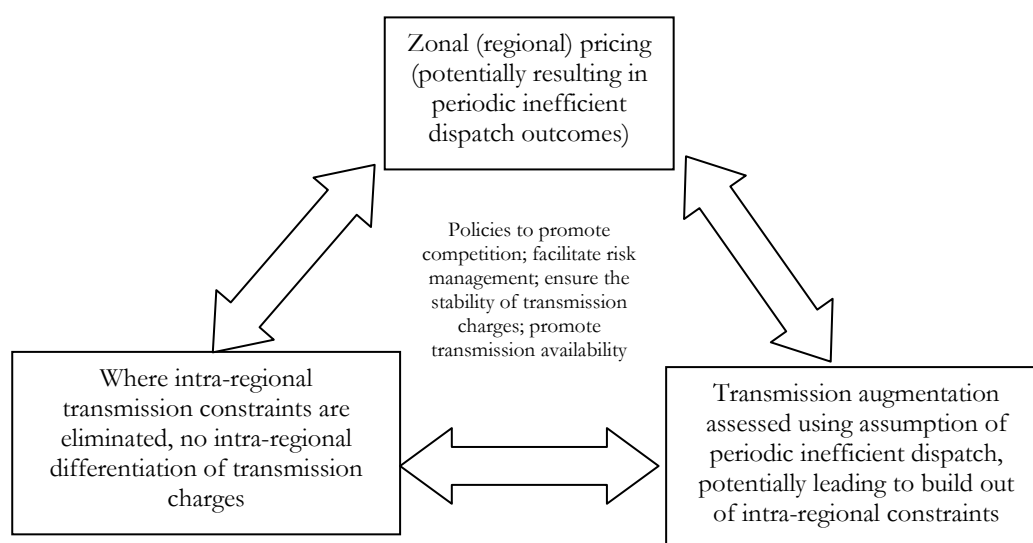 Zonal (regional) pricing
(potentially resulting in
periodic inefficient
dispatch outcomes)
Policies to promote
competition; facilitate risk
management; ensure the
stability of transmission
charges; promote
transmission availability
Where intra-regional
transmission constraints are
eliminated, no intra-regional
differentiation of transmission
charges
Transmission augmentation
assessed using assumption of
periodic inefficient dispatch,
potentially leading to build out
of intra-regional constraints